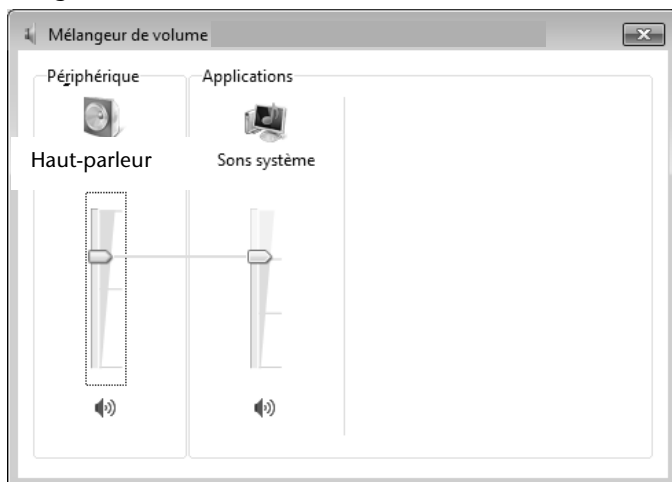 Mélangeur de volume
Périphérique
Applications
Haut-parleur
Sons système